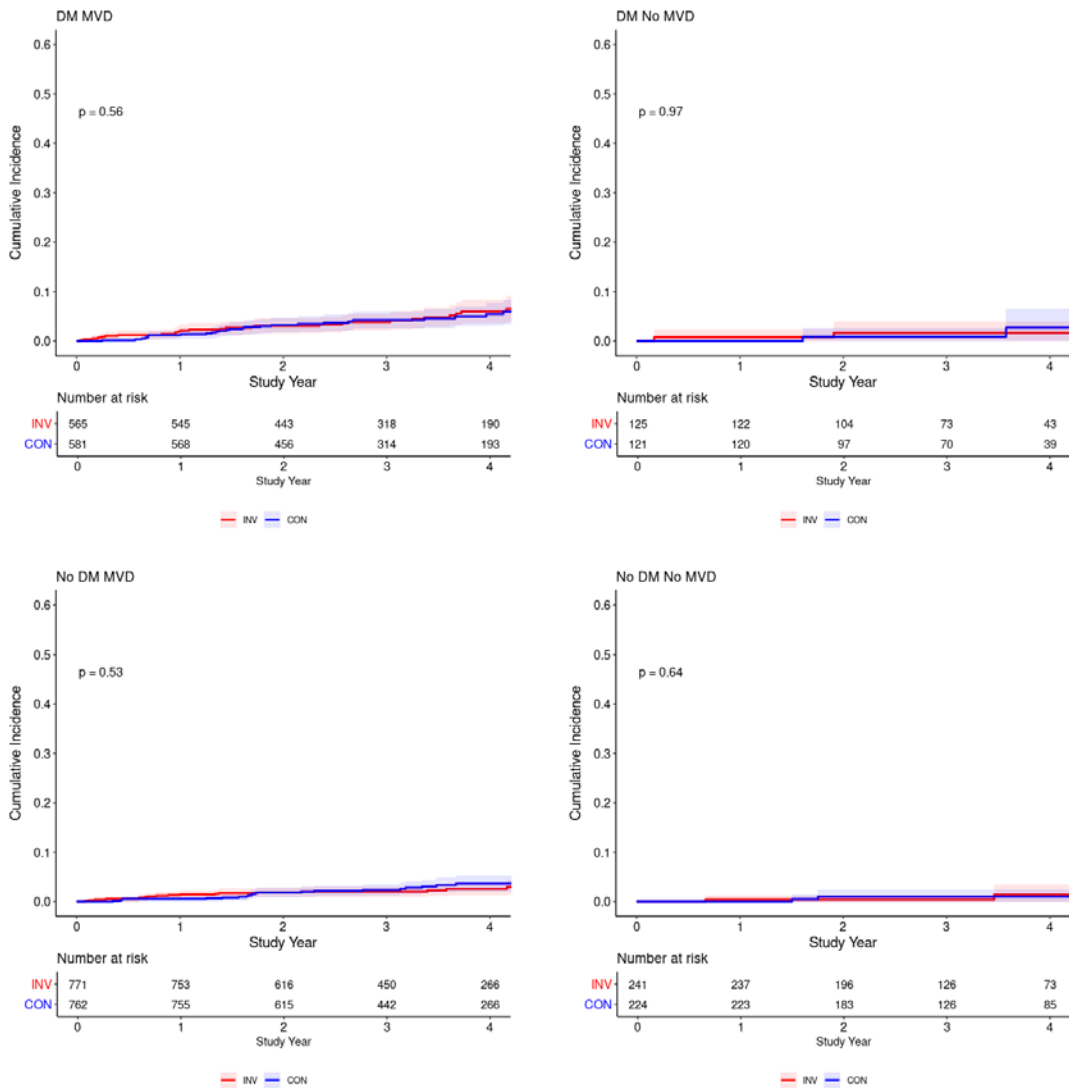 DM MVD
0.6
0.5
p = 0.56
0.4
0.3
0.2
0.1
0.0
Cumulative Incidence
0 1 2 3 4
Study Year
Number at risk
INV 565 545 443 318 190
CON 581 568 456 314 193
0 1 2 3 4
Study Year
INV CON
DM No MVD
0.6
0.5
p = 0.97
0.4
0.3
0.2
0.1
0.0
Cumulative Incidence
0 1 2 3 4
Study Year
Number at risk
INV 125 122 104 73 43
CON 121 120 97 70 39
0 1 2 3 4
Study Year
INV CON
No DM MVD
0.6
0.5
p = 0.53
0.4
0.3
0.2
0.1
0.0
Cumulative Incidence
0 1 2 3 4
Study Year
Number at risk
INV 771 753 616 450 266
CON 762 755 615 442 266
0 1 2 3 4
Study Year
INV CON
No DM No MVD
0.6
0.5
p = 0.64
0.4
0.3
0.2
0.1
0.0
Cumulative Incidence
0 1 2 3 4
Study Year
Number at risk
INV 241 237 196 126 73
CON 224 223 183 126 85
0 1 2 3 4
Study Year
INV CON